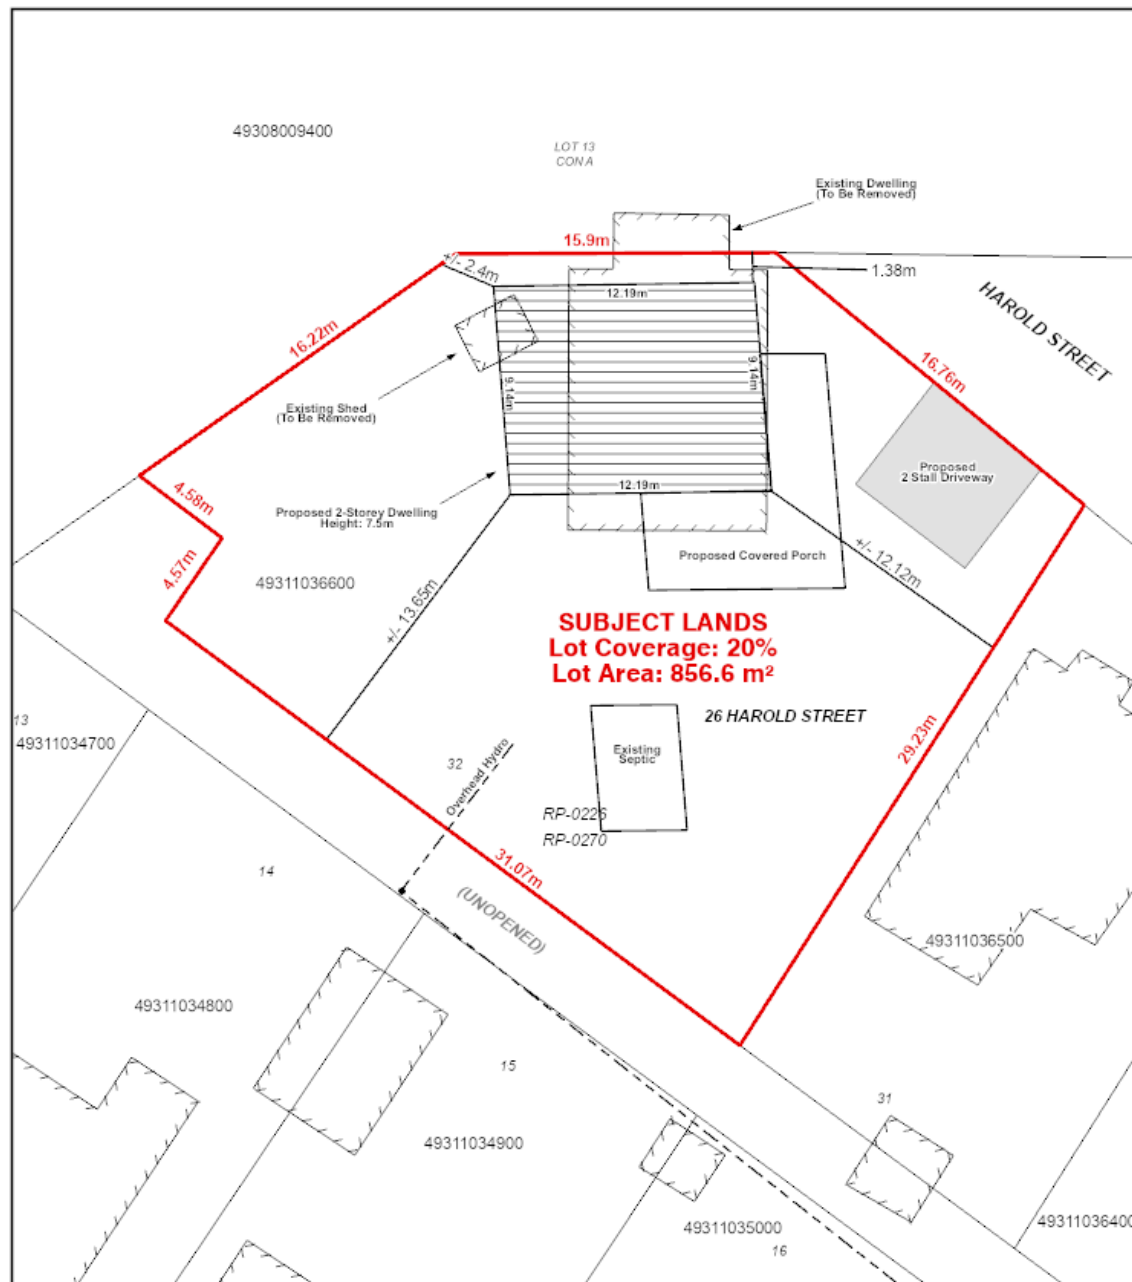 49308009400
LOT 13
CON A
Existing Dwelling
(To Be Removed)
15.9m
+/- 2.4m
1.38m
12.19m
HAROLD STREET
16.22m
16.76m
9.14m
9.14m
Existing Shed
(To Be Removed)
Proposed
2 Stall Driveway
4.58m
12.19m
Proposed 2-Storey Dwelling
Height: 7.5m
+/- 12.12m
Proposed Covered Porch
4.57m
49311036600
+/- 13.65m
SUBJECT LANDS
Lot Coverage: 20%
Lot Area: 856.6 m²
26 HAROLD STREET
13
49311034700
29.23m
Existing
Septic
32
Overhead Hydro
RP-0226
RP-0270
31.07m
14
(UNOPENED)
49311036500
49311034800
15
31
49311034900
49311035000
49311036400
16